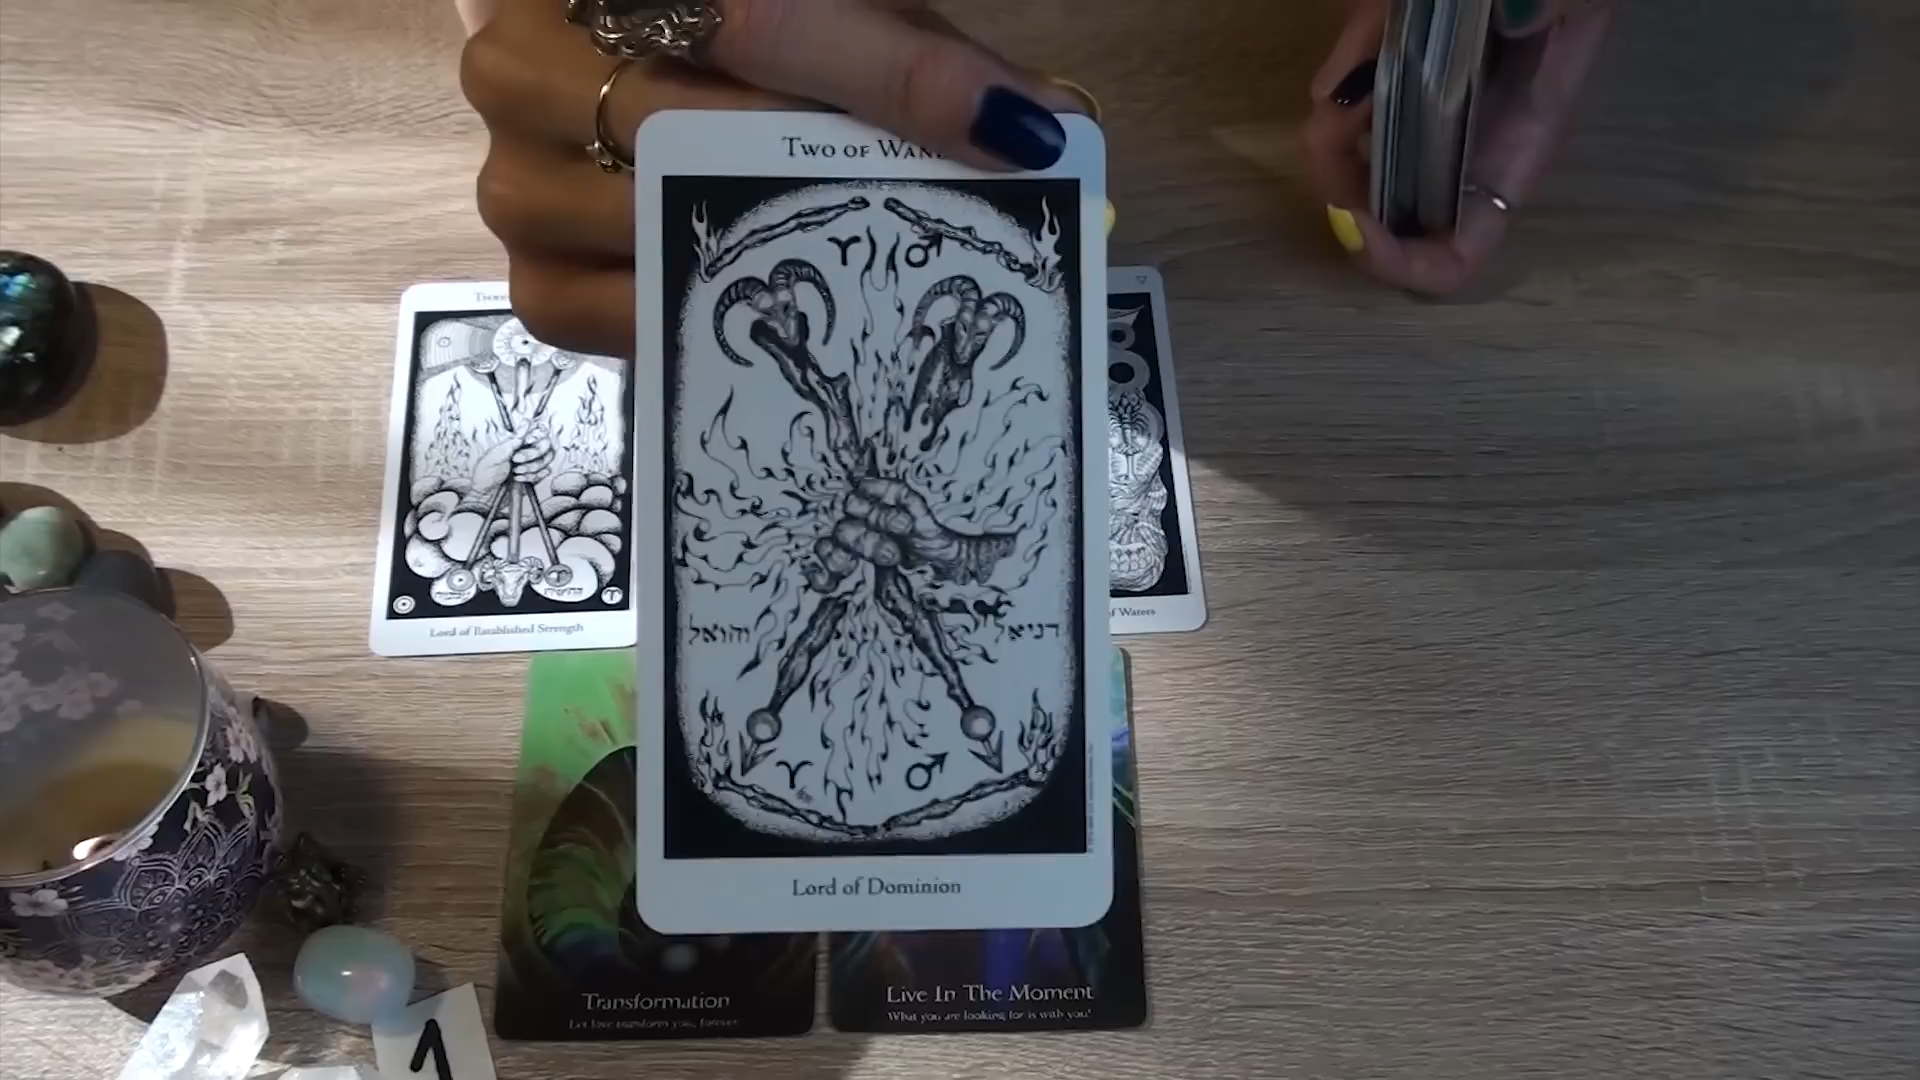 Two of
Lord of Established Strength
of Waters
והואל
דניאל
Lord of Dominion
Transformation
Let love transform you, forever
Live In The Moment
What you are looking for is with you!
1